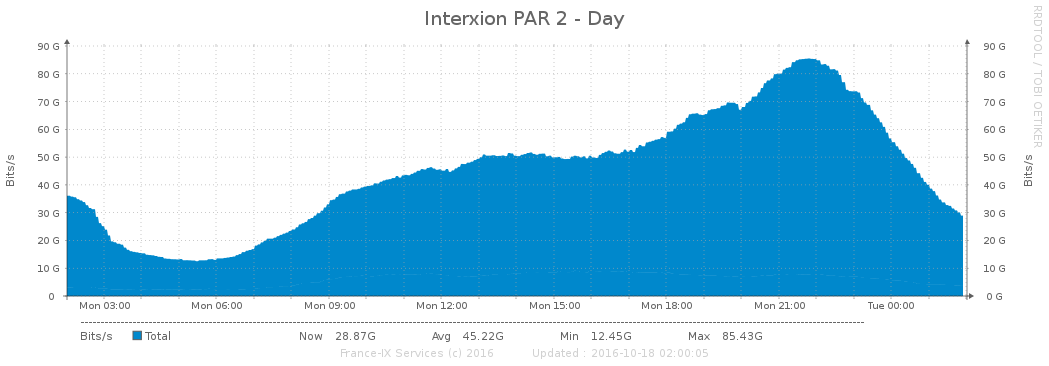 Interxion PAR 2 - Day
RRDTOOL / TOBI OETIKER
Bits/s
90 G 90 G
80 G 80 G
70 G 70 G
60 G 60 G
50 G 50 G
40 G 40 G
30 G 30 G
20 G 20 G
10 G 10 G
0 0 G
Bits/s
Mon 03:00 Mon 06:00 Mon 09:00 Mon 12:00 Mon 15:00 Mon 18:00 Mon 21:00 Tue 00:00
Bits/s Total Now 28.87G Avg 45.22G Min 12.45G Max 85.43G
France-IX Services (c) 2016 Updated : 2016-10-18 02:00:05